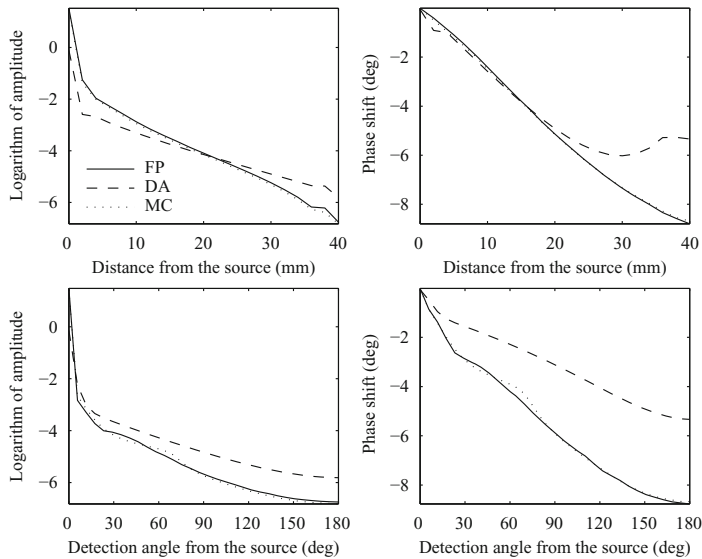 Logarithm of amplitude
0
−2
−4
−6
FP
DA
MC
0 10 20 30 40
Distance from the source (mm)
Phase shift (deg)
−2
−4
−6
−8
0 10 20 30 40
Distance from the source (mm)
Logarithm of amplitude
0
−2
−4
−6
0 30 60 90 120 150 180
Detection angle from the source (deg)
Phase shift (deg)
−2
−4
−6
−8
0 30 60 90 120 150 180
Detection angle from the source (deg)